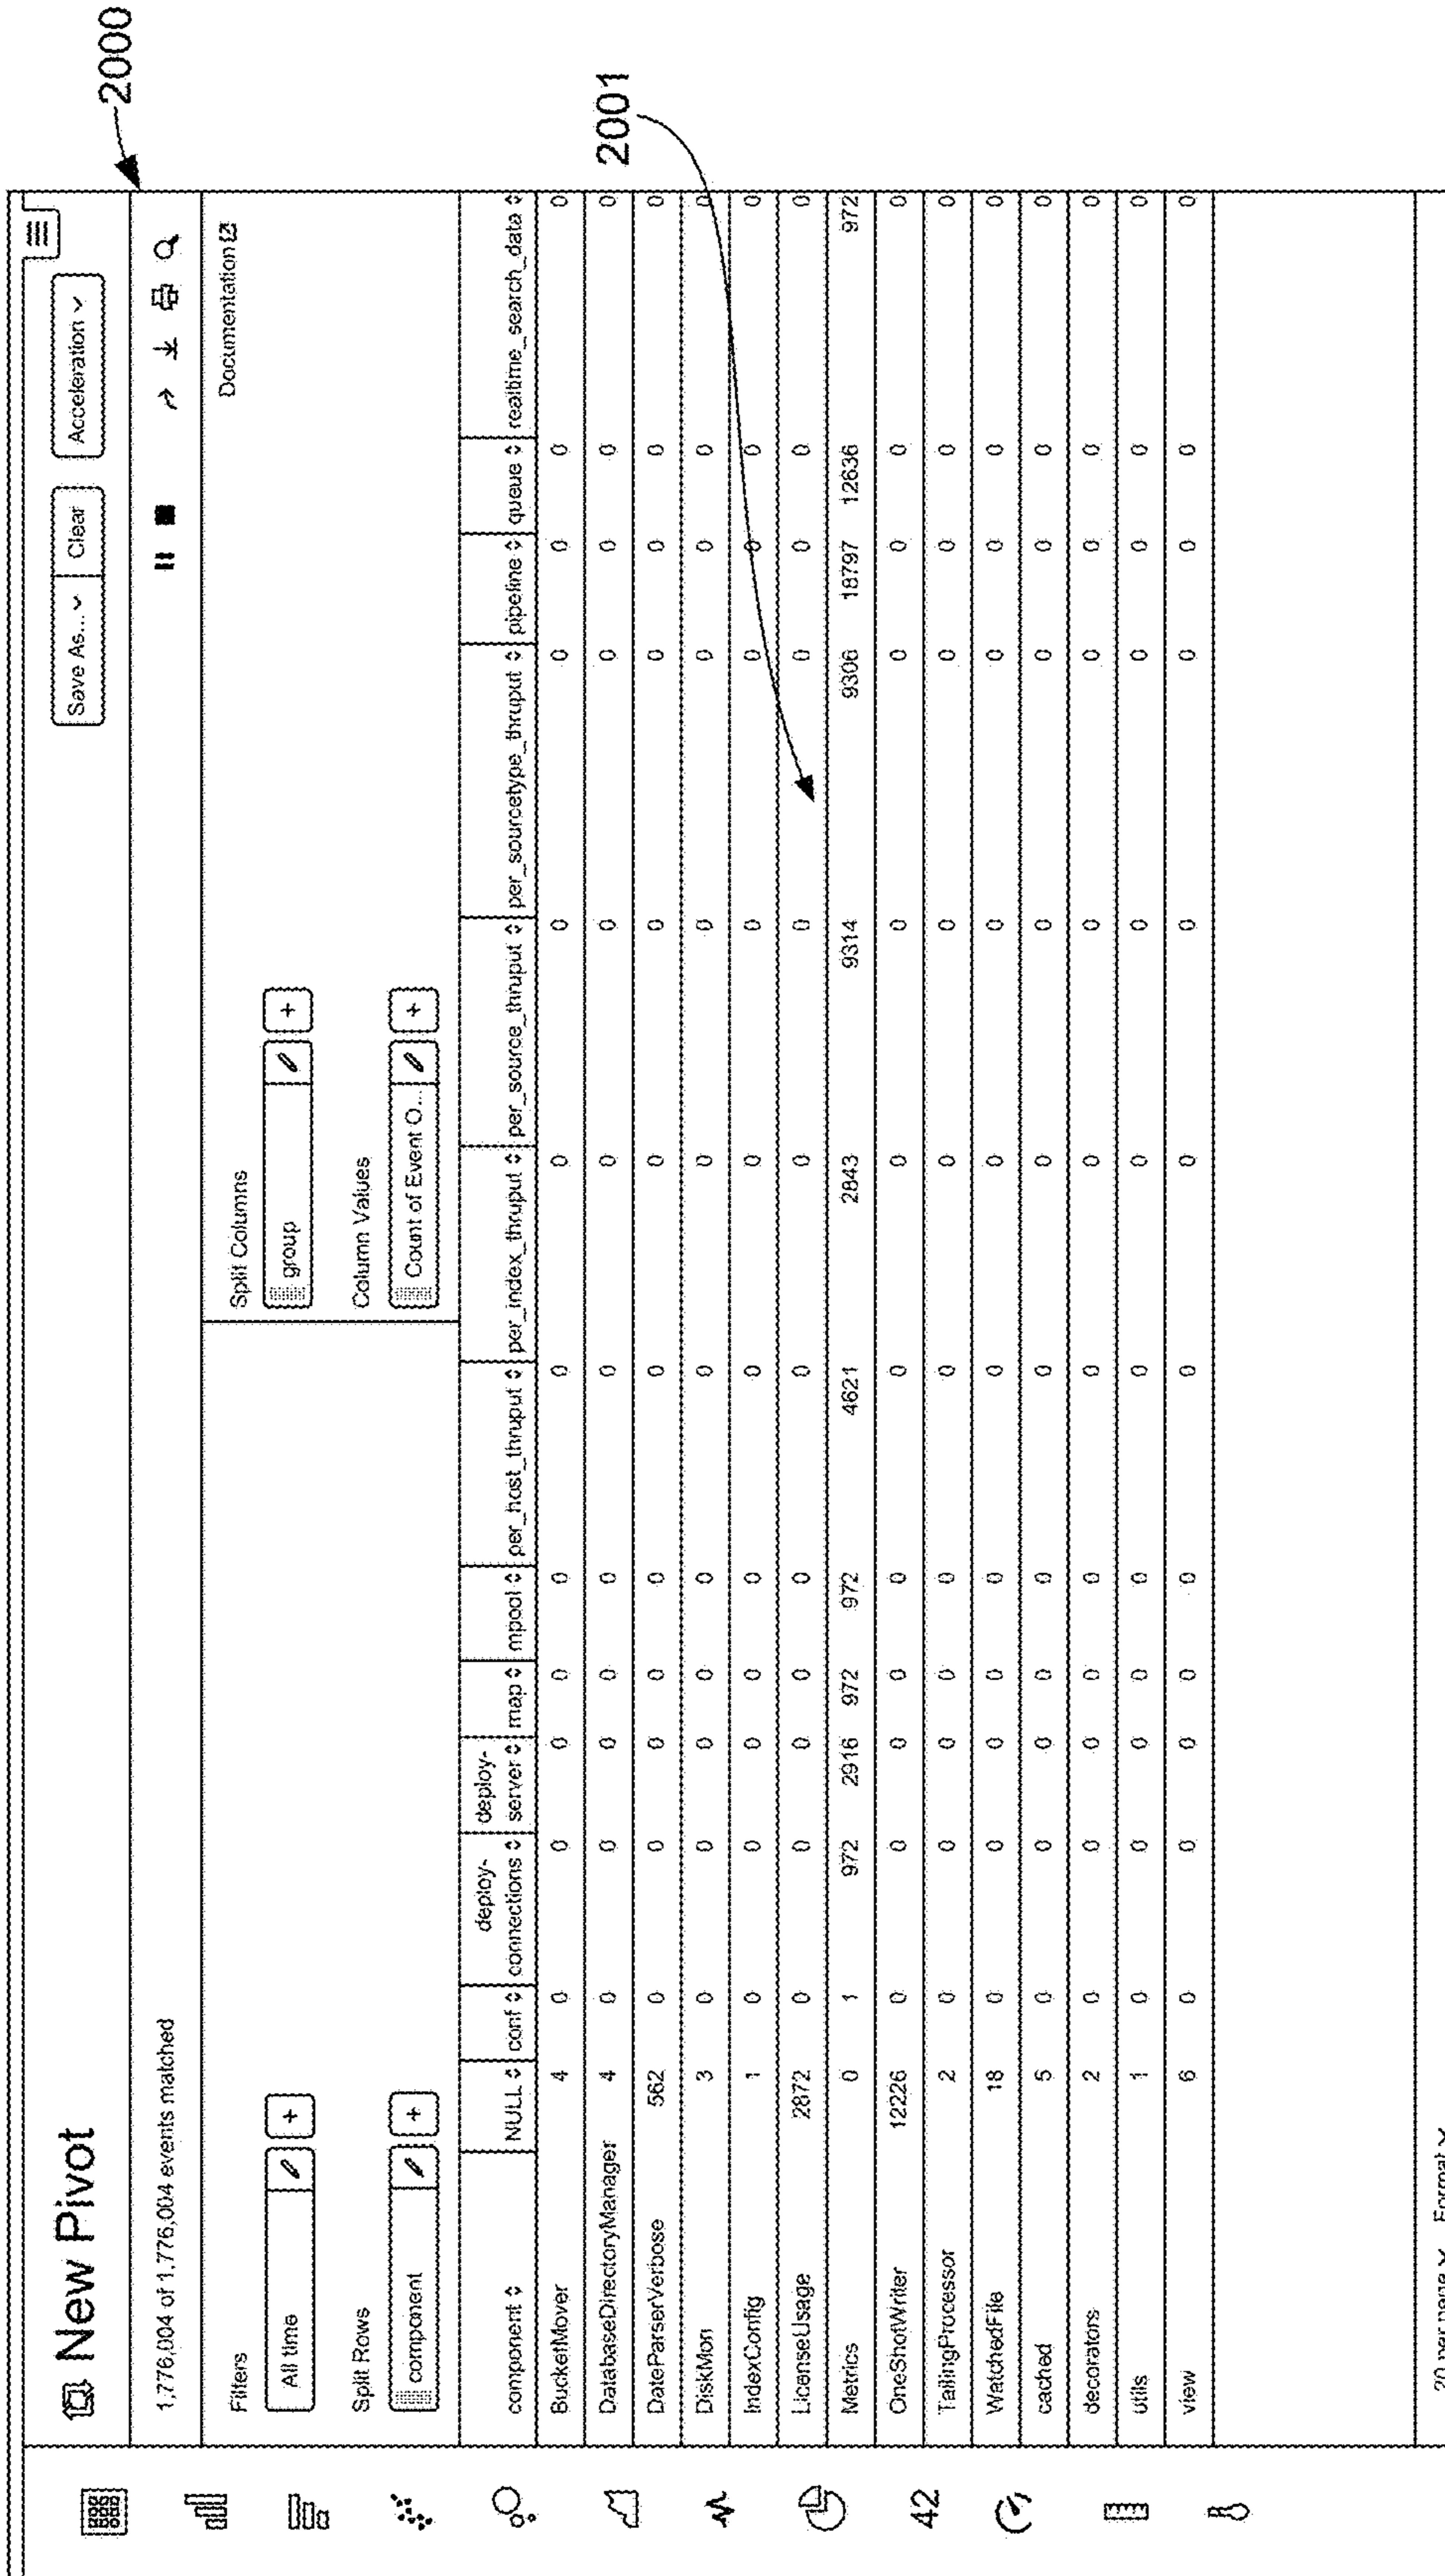 New Pivot
Save As... Clear Acceleration
2000
1,776,004 of 1,776,004 events matched
Filters
Split Columns
Documentation
All time +
group +
Split Rows
Column Values
component +
Count of Event O... +
component NULL conf deploy-connections deploy-server map mpool per_host_thruput per_index_thruput per_source_thruput per_sourcetype_thruput pipeline queue realtime_search_data
2001
BucketMover 4 0 0 0 0 0 0 0 0 0 0 0 0
DatabaseDirectoryManager 4 0 0 0 0 0 0 0 0 0 0 0 0
DateParserVerbose 562 0 0 0 0 0 0 0 0 0 0 0 0
DiskMon 3 0 0 0 0 0 0 0 0 0 0 0 0
IndexConfig 1 0 0 0 0 0 0 0 0 0 0 0 0
LicenseUsage 2872 0 0 0 0 0 0 0 0 0 0 0 0
Metrics 0 1 972 2916 972 972 4621 2843 9314 9306 18797 12636 972
OneShotWriter 12226 0 0 0 0 0 0 0 0 0 0 0 0
TailingProcessor 2 0 0 0 0 0 0 0 0 0 0 0 0
WatchedFile 18 0 0 0 0 0 0 0 0 0 0 0 0
cached 5 0 0 0 0 0 0 0 0 0 0 0 0
decorators 2 0 0 0 0 0 0 0 0 0 0 0 0
utils 1 0 0 0 0 0 0 0 0 0 0 0 0
view 6 0 0 0 0 0 0 0 0 0 0 0 0
42
20 per page Format